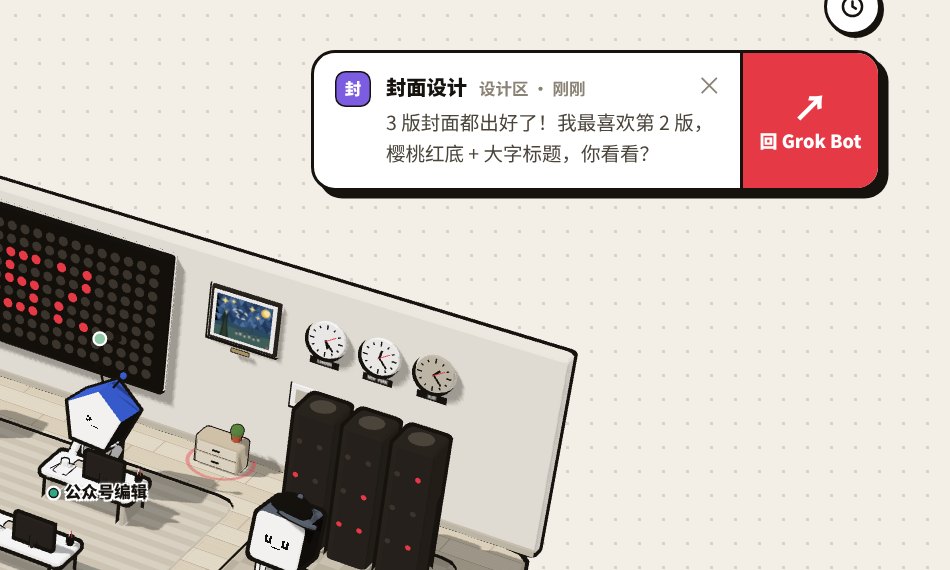 封
封面设计 设计区 · 刚刚
3 版封面都出好了！我最喜欢第 2 版，
樱桃红底 + 大字标题，你看看？
回 Grok Bot
公众号编辑